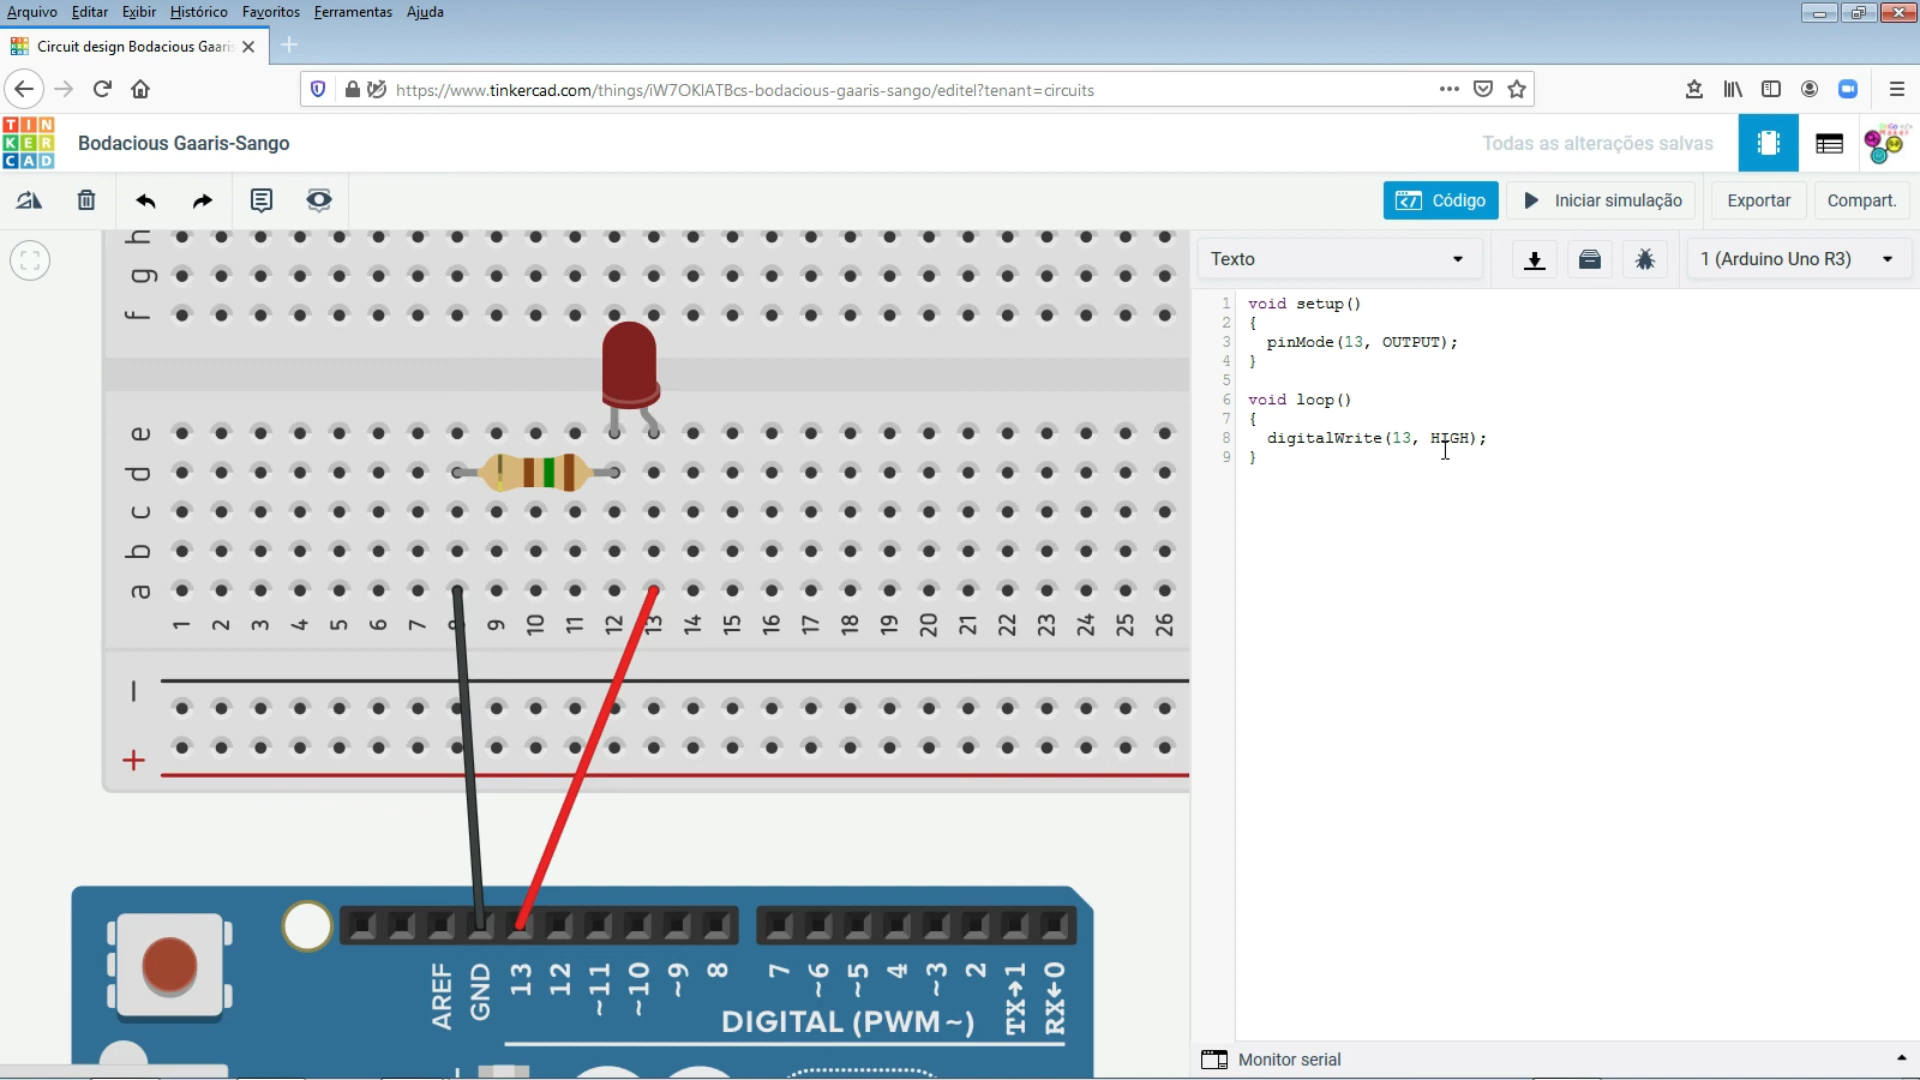 Arquivo Editar Exibir Histórico Favoritos Ferramentas Ajuda
Circuit design Bodacious Gaaris
https://www.tinkercad.com/things/iW7OKlATBcs-bodacious-gaaris-sango/editel?tenant=circuits
TIN
KER
CAD
Bodacious Gaaris-Sango
Todas as alterações salvas
Código
Iniciar simulação
Exportar
Compart.
Texto
1 (Arduino Uno R3)
1 void setup()
2 {
3 pinMode(13, OUTPUT);
4 }
5
6 void loop()
7 {
8 digitalWrite(13, HIGH);
9 }
h
g
f
e
d
c
b
a
1 2 3 4 5 6 7 8 9 10 11 12 13 14 15 16 17 18 19 20 21 22 23 24 25 26
–
+
AREF GND 13 12 ~11 ~10 ~9 8 7 ~6 ~5 4 ~3 2 TX→1 RX←0
DIGITAL (PWM~)
Monitor serial